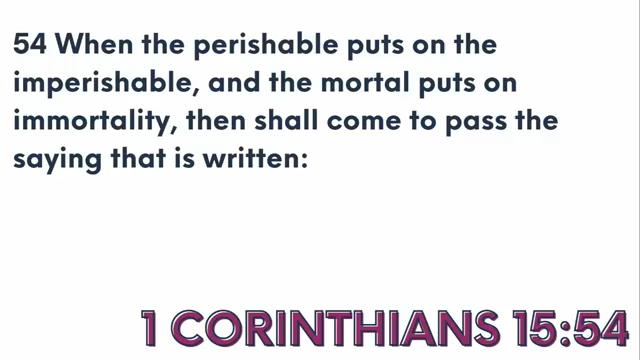 54 When the perishable puts on the
imperishable, and the mortal puts on
immortality, then shall come to pass the
saying that is written:
1 CORINTHIANS 15:54